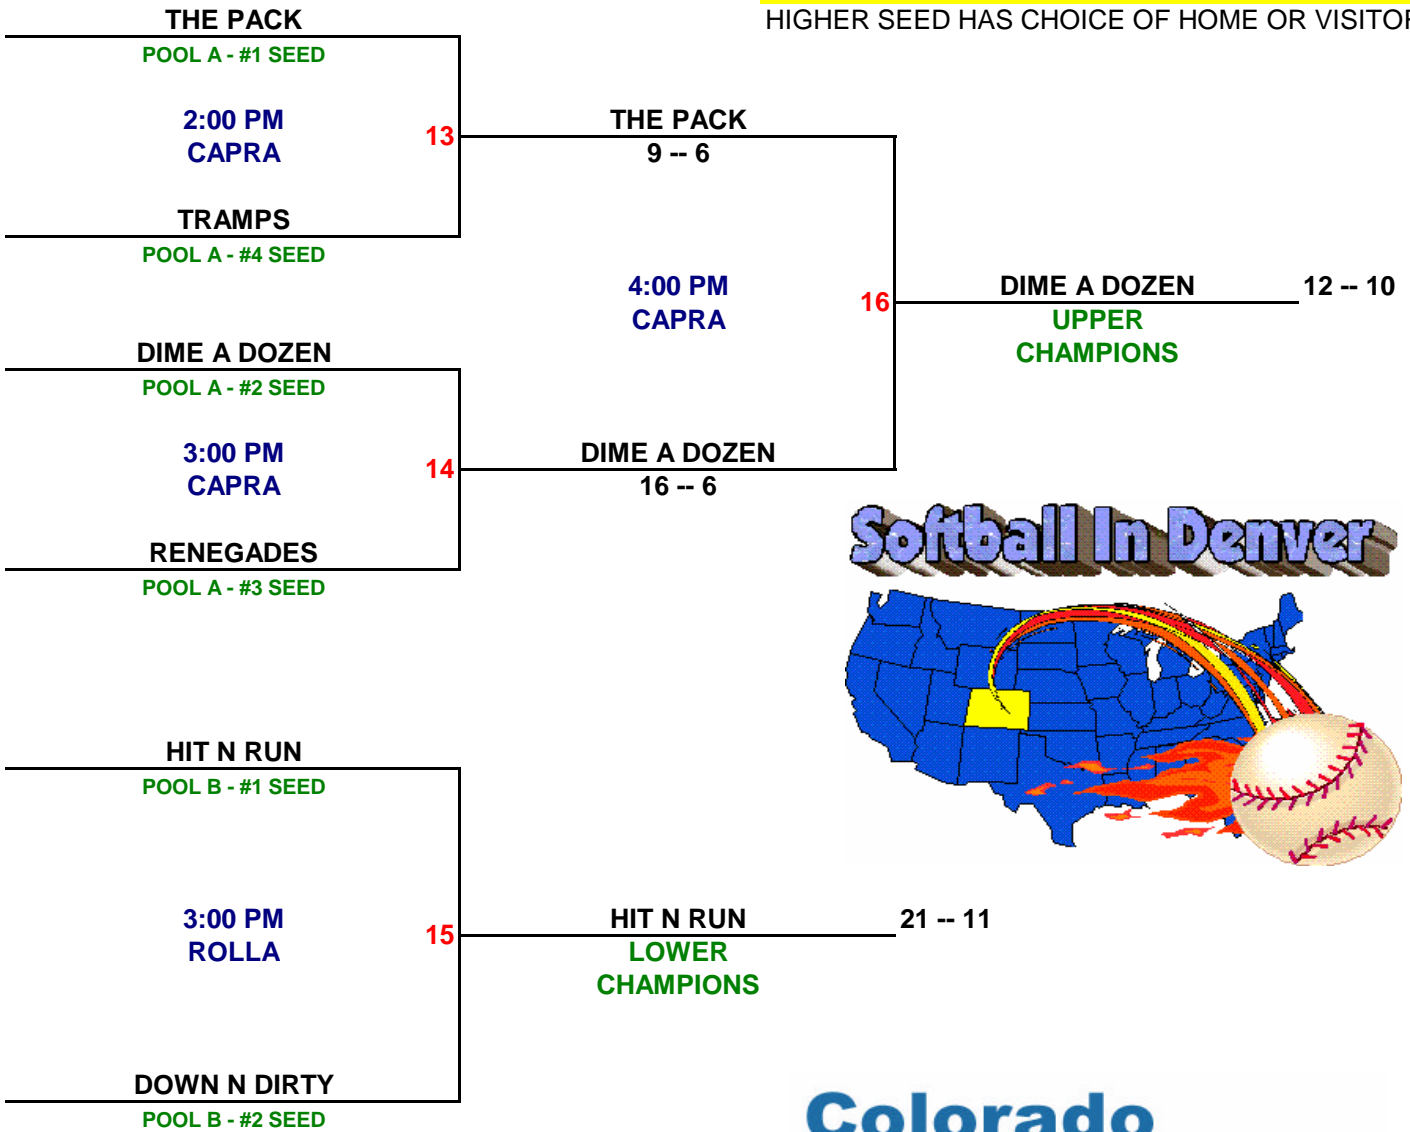 THE PACK
HIGHER SEED HAS CHOICE OF HOME OR VISITOR
POOL A - #1 SEED
2:00 PM
CAPRA
13
THE PACK
9 -- 6
TRAMPS
POOL A - #4 SEED
4:00 PM
CAPRA
16
DIME A DOZEN
12 -- 10
UPPER
CHAMPIONS
DIME A DOZEN
POOL A - #2 SEED
3:00 PM
CAPRA
14
DIME A DOZEN
16 -- 6
RENEGADES
POOL A - #3 SEED
Softball In Denver
HIT N RUN
POOL B - #1 SEED
3:00 PM
ROLLA
15
HIT N RUN
21 -- 11
LOWER
CHAMPIONS
DOWN N DIRTY
POOL B - #2 SEED
Colorado